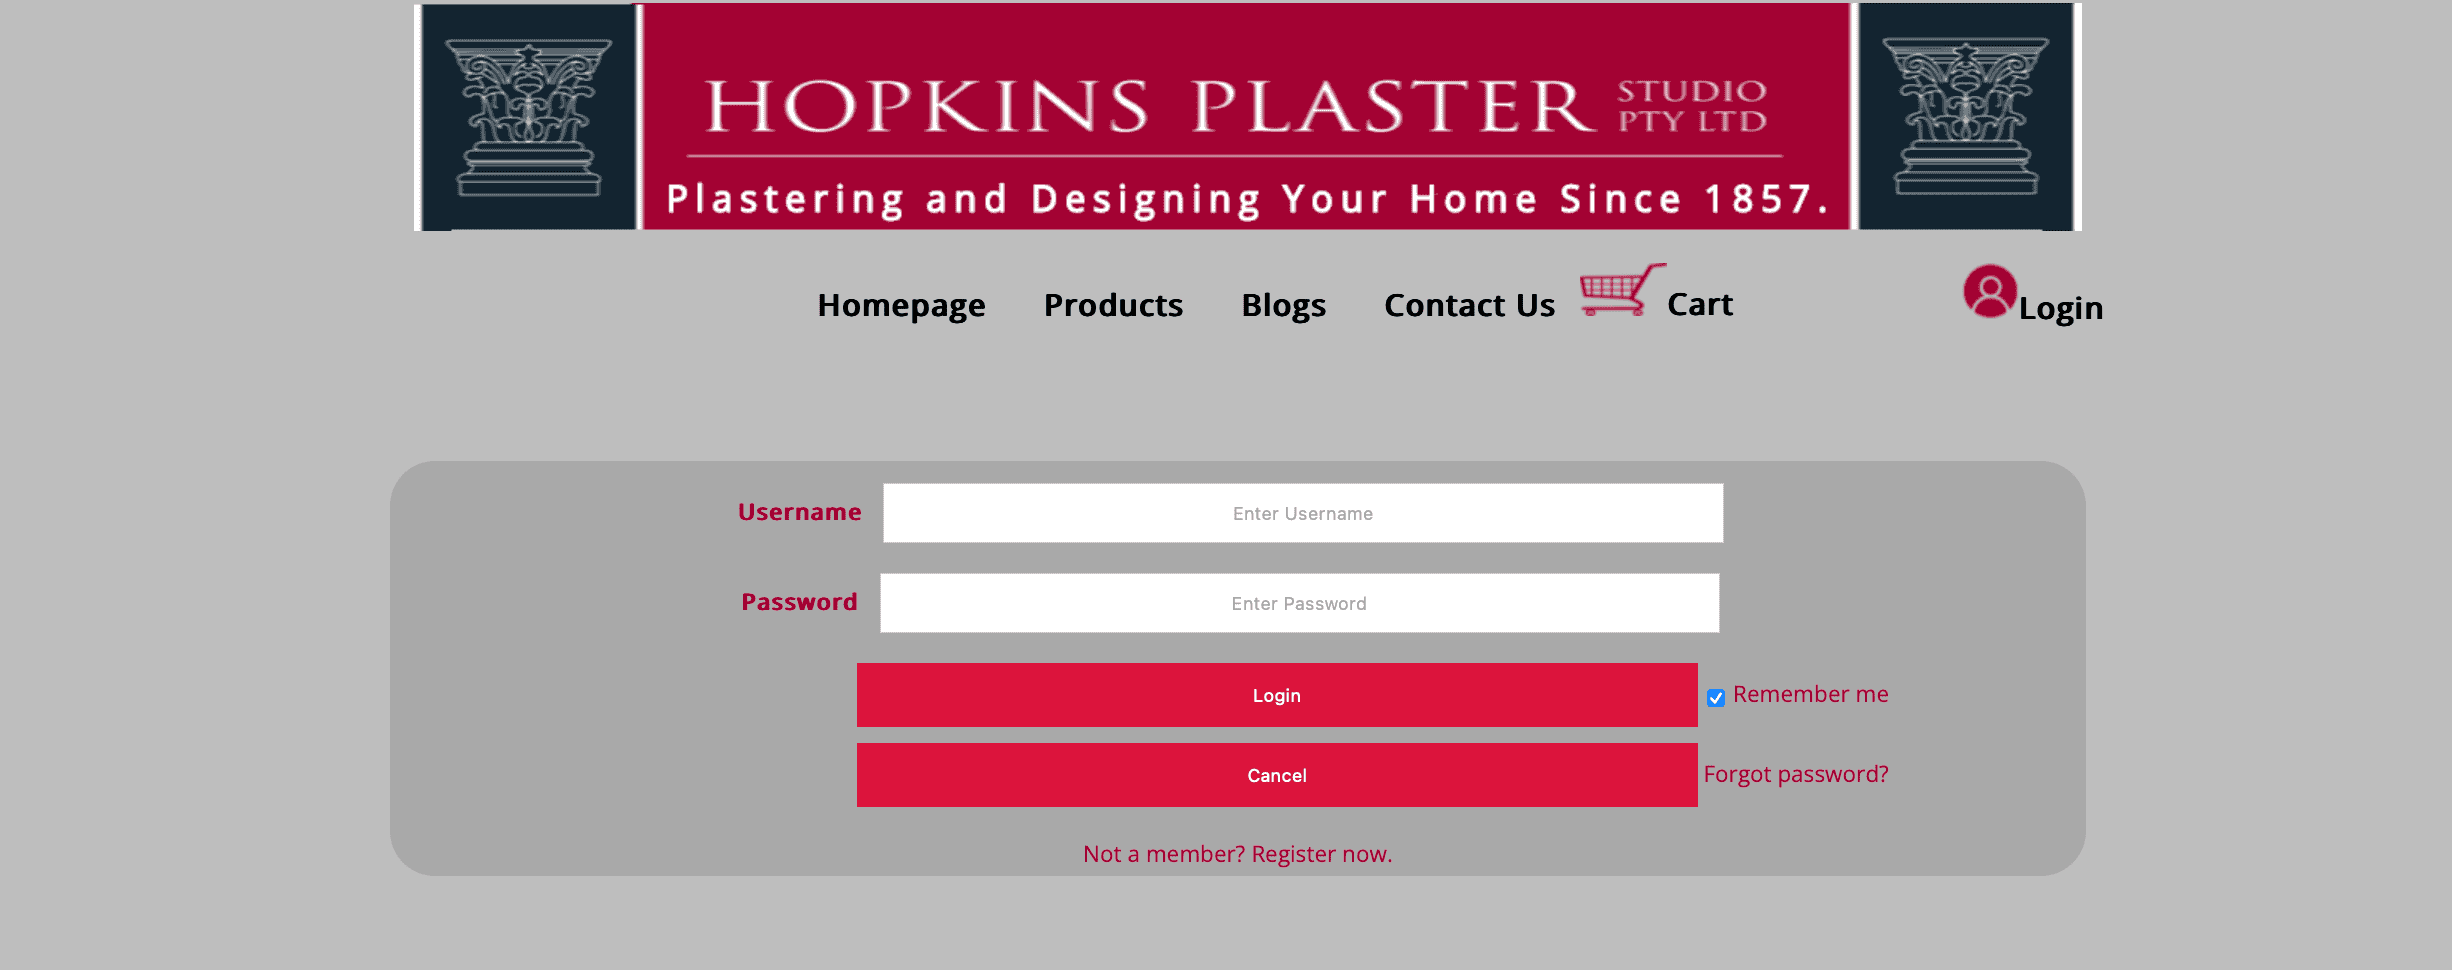 HOPKINS PLASTER STUDIO PTY LTD
Plastering and Designing Your Home Since 1857.
Homepage Products Blogs Contact Us Cart Login
Username Enter Username
Password Enter Password
Login Remember me
Cancel Forgot password?
Not a member? Register now.